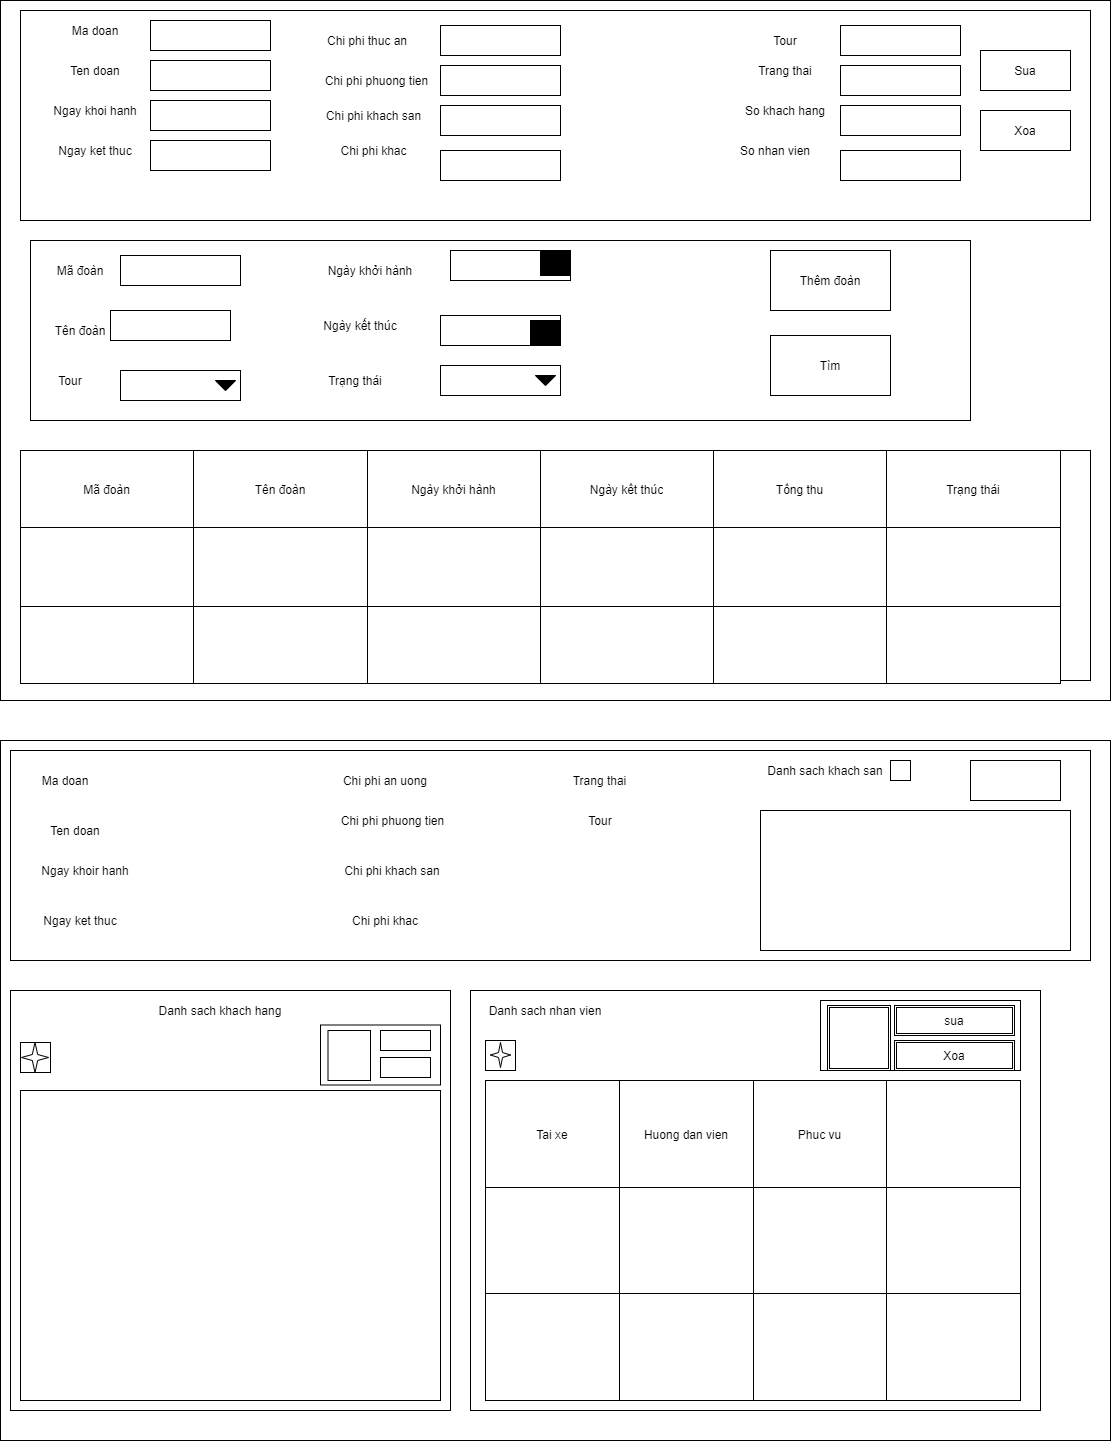 Ma doan
Ten doan
Ngay khoi hanh
Ngay ket thuc
Chi phi thuc an
Chi phi phuong tien
Chi phi khach san
Chi phi khac
Tour
Trang thai
So khach hang
So nhan vien
Sua
Xoa
Mã đoàn
Tên đoàn
Tour
Ngày khởi hành
Ngày kết thúc
Trạng thái
Thêm đoàn
Tìm
Mã đoàn
Tên đoàn
Ngày khởi hành
Ngày kết thúc
Tổng thu
Trạng thái
Ma doan
Ten doan
Ngay khoir hanh
Ngay ket thuc
Chi phi an uong
Chi phi phuong tien
Chi phi khach san
Chi phi khac
Trang thai
Tour
Danh sach khach san
Danh sach khach hang
Danh sach nhan vien
sua
Xoa
Tai xe
Huong dan vien
Phuc vu